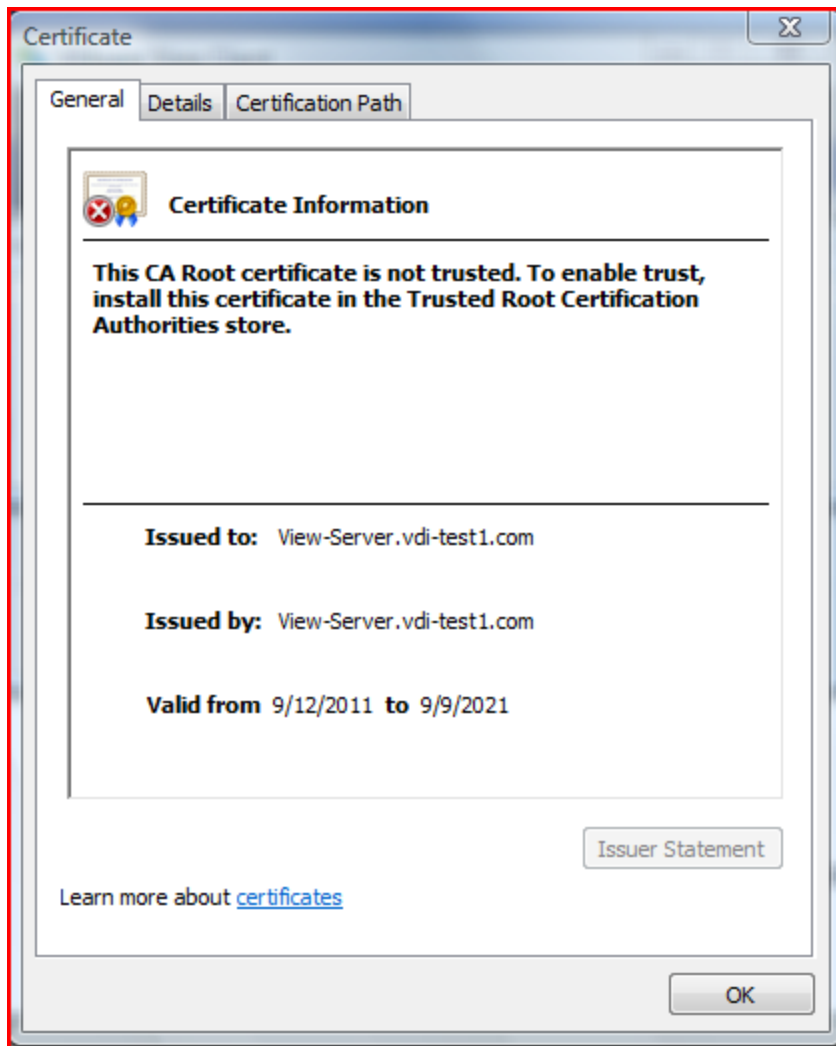 Certificate
General Details Certification Path
Certificate Information
This CA Root certificate is not trusted. To enable trust,
install this certificate in the Trusted Root Certification
Authorities store.
Issued to: View-Server.vdi-test1.com
Issued by: View-Server.vdi-test1.com
Valid from 9/12/2011 to 9/9/2021
Issuer Statement
Learn more about certificates
OK